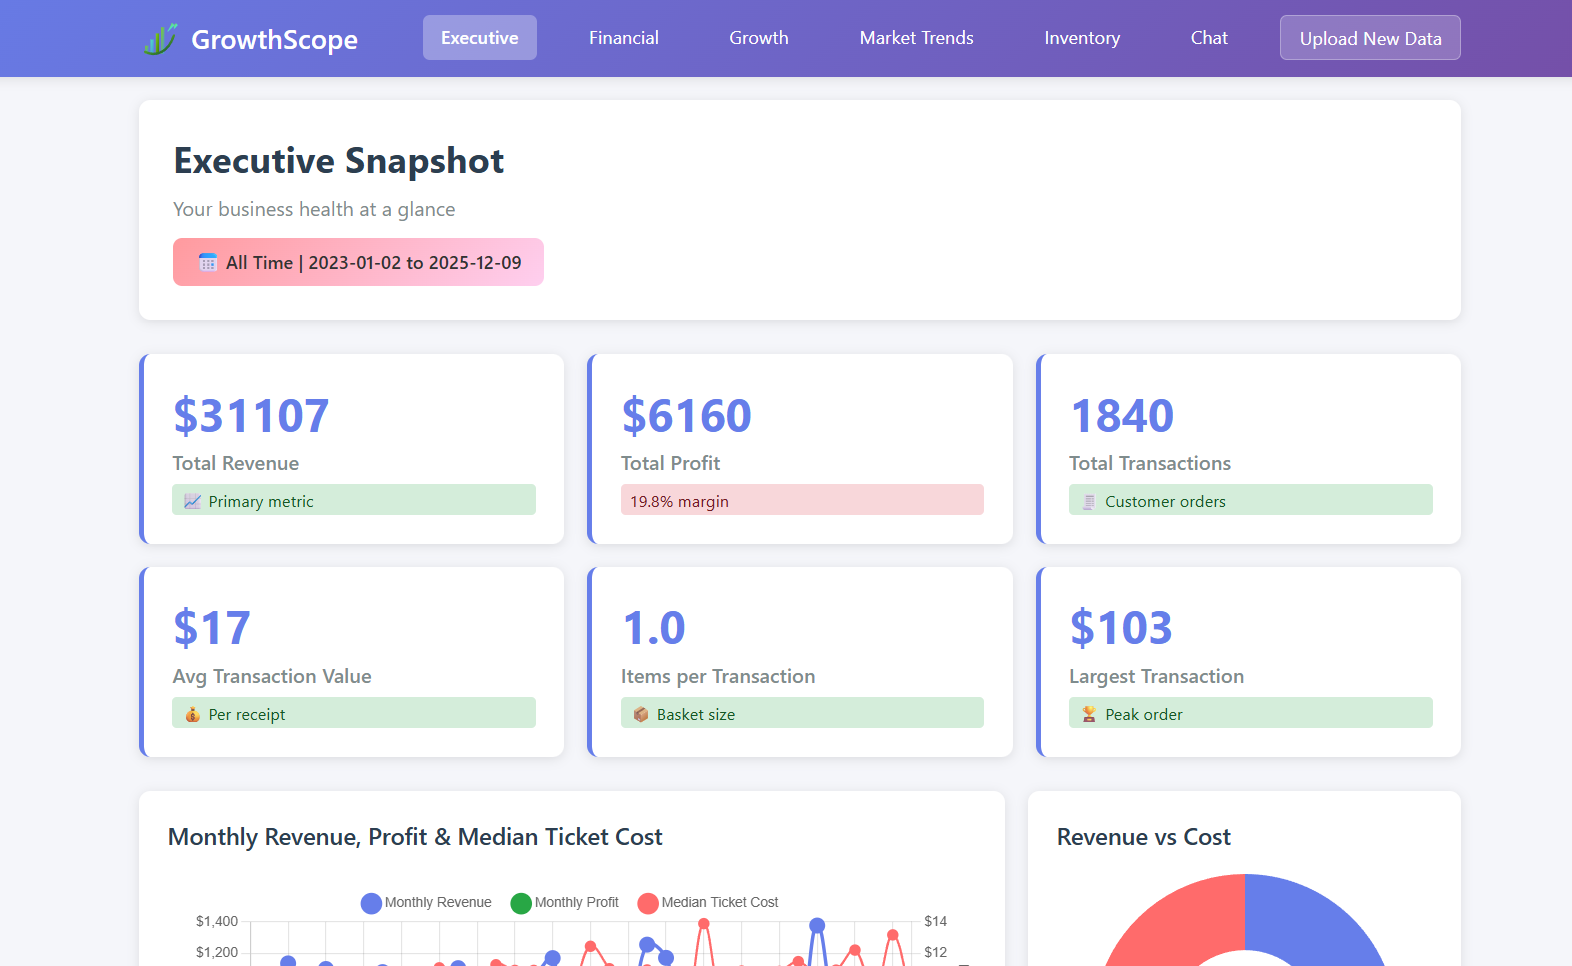 GrowthScope
Executive
Financial
Growth
Market Trends
Inventory
Chat
Upload New Data
Executive Snapshot
Your business health at a glance
All Time | 2023-01-02 to 2025-12-09
$31107
Total Revenue
Primary metric
$6160
Total Profit
19.8% margin
1840
Total Transactions
Customer orders
$17
Avg Transaction Value
Per receipt
1.0
Items per Transaction
Basket size
$103
Largest Transaction
Peak order
Monthly Revenue, Profit & Median Ticket Cost
Monthly Revenue
Monthly Profit
Median Ticket Cost
$1,400
$14
$1,200
$12
Revenue vs Cost